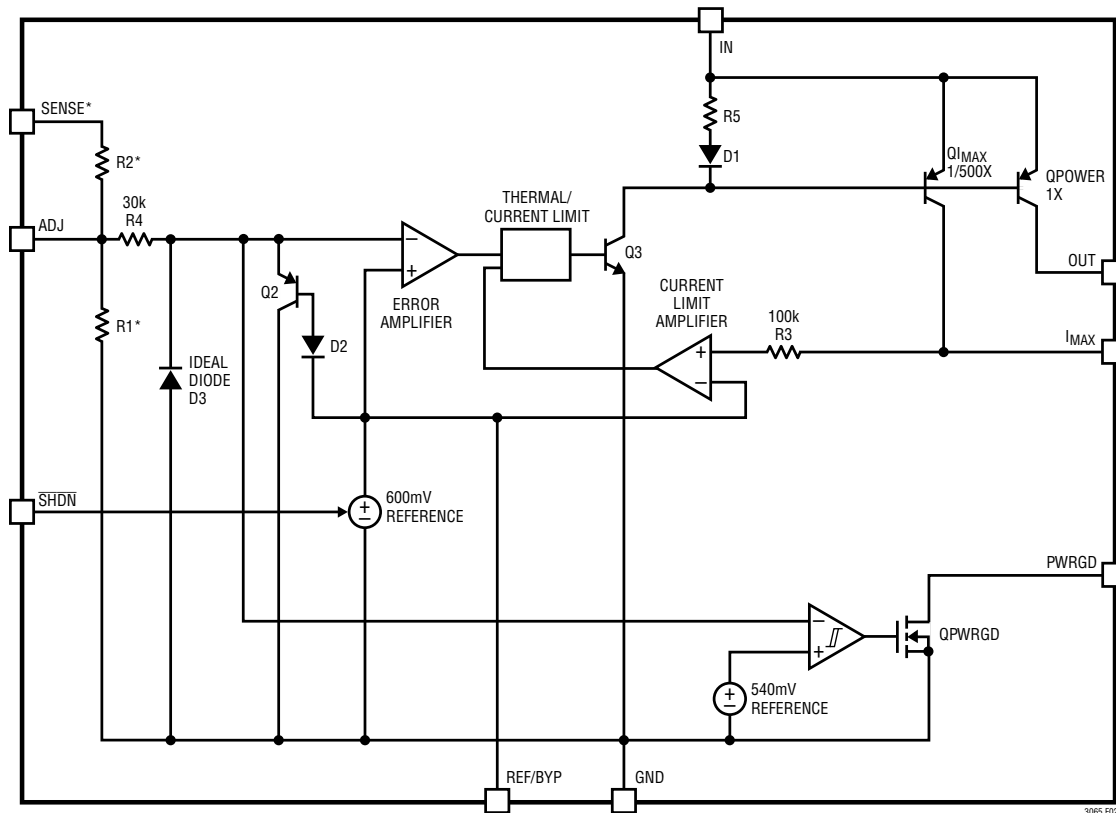 IN
SENSE*
R2*
R5
D1
QIMAX
1/500X
QPOWER
1X
30k
R4
ADJ
THERMAL/
CURRENT LIMIT
–
+
Q3
OUT
Q2
ERROR
AMPLIFIER
CURRENT
LIMIT
AMPLIFIER
100k
R3
IMAX
R1*
D2
+
–
IDEAL
DIODE
D3
SHDN
+
–
600mV
REFERENCE
PWRGD
–
+
QPWRGD
+
–
540mV
REFERENCE
REF/BYP
GND
3065 F02